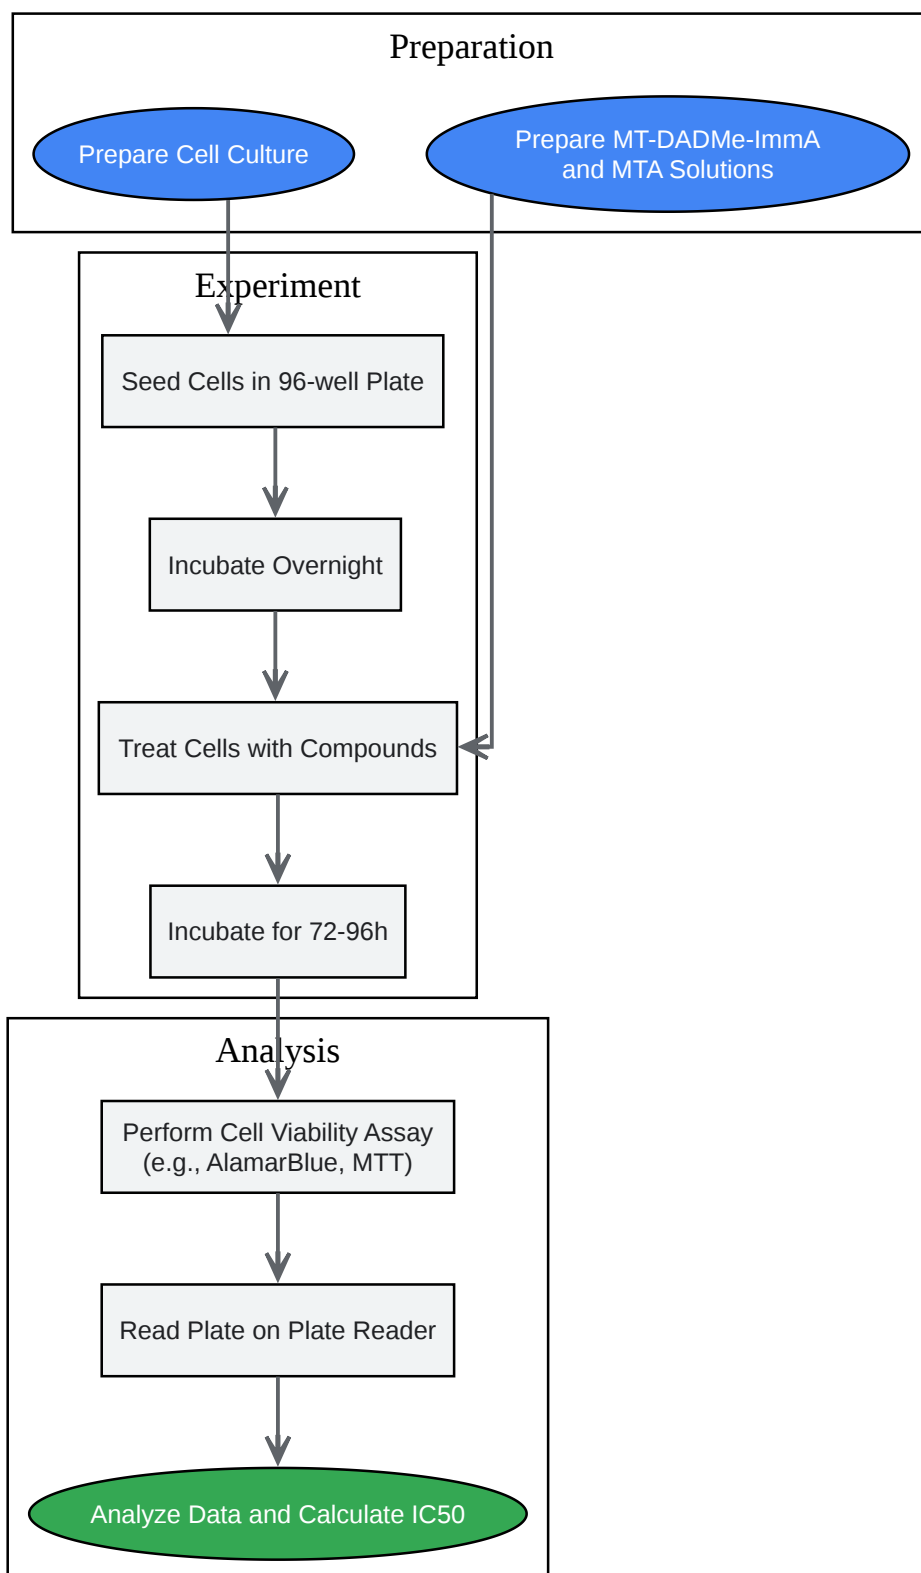 Preparation
Prepare Cell Culture
Prepare MT-DADMe-ImmA
and MTA Solutions
Experiment
Seed Cells in 96-well Plate
Incubate Overnight
Treat Cells with Compounds
Incubate for 72-96h
Analysis
Perform Cell Viability Assay
(e.g., AlamarBlue, MTT)
Read Plate on Plate Reader
Analyze Data and Calculate IC50